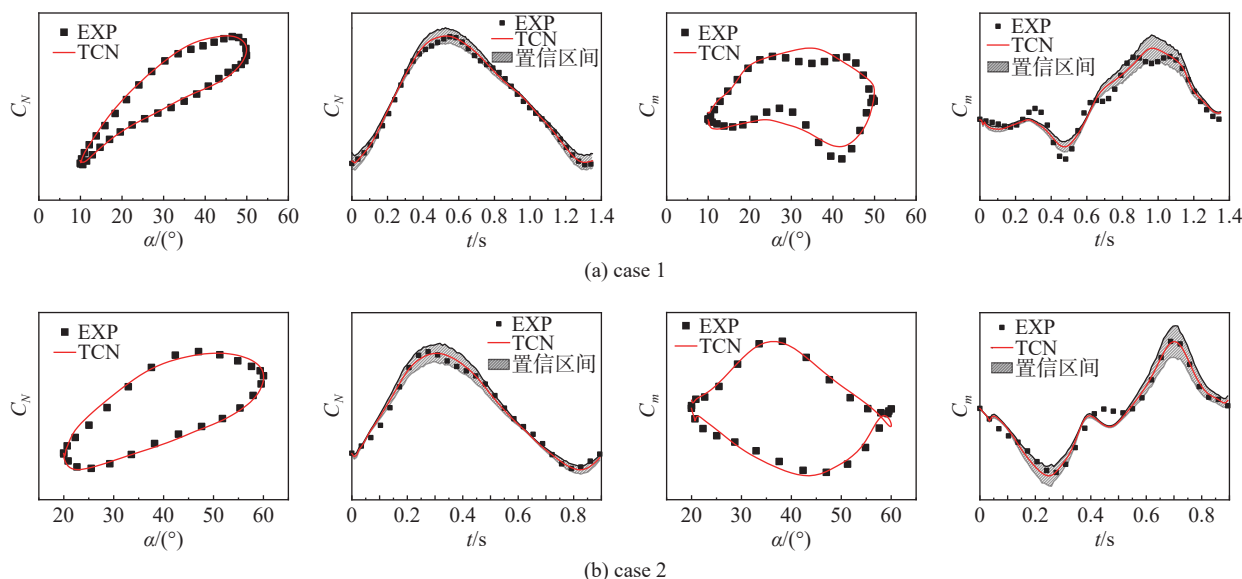 EXP
TCN
C_N
0 10 20 30 40 50 60
α/(°)
EXP
TCN
置信区间
C_N
0 0.2 0.4 0.6 0.8 1.0 1.2 1.4
t/s
EXP
TCN
C_m
0 10 20 30 40 50 60
α/(°)
EXP
TCN
置信区间
C_m
0 0.2 0.4 0.6 0.8 1.0 1.2 1.4
t/s
(a) case 1
EXP
TCN
C_N
20 30 40 50 60
α/(°)
EXP
TCN
置信区间
C_N
0 0.2 0.4 0.6 0.8
t/s
EXP
TCN
C_m
20 30 40 50 60
α/(°)
EXP
TCN
置信区间
C_m
0 0.2 0.4 0.6 0.8
t/s
(b) case 2